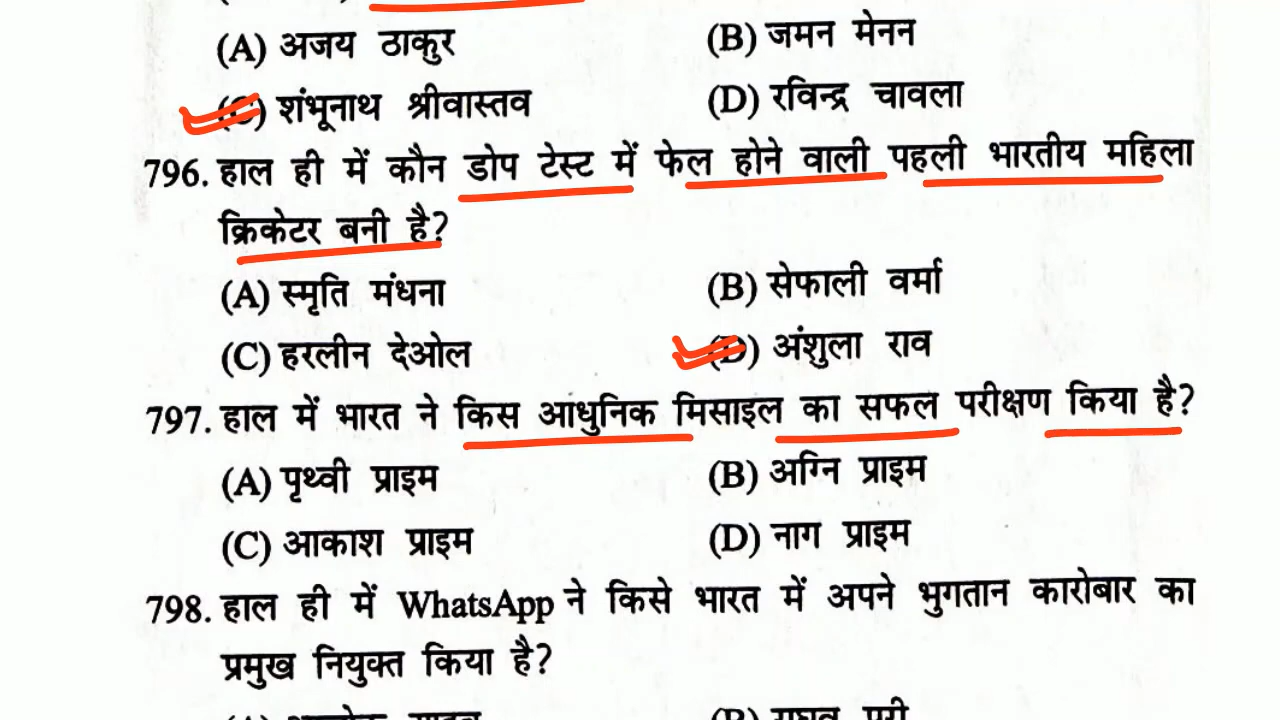 (A) अजय ठाकुर (B) जमन मेनन
(C) शंभूनाथ श्रीवास्तव (D) रविन्द्र चावला
796. हाल ही में कौन डोप टेस्ट में फेल होने वाली पहली भारतीय महिला
क्रिकेटर बनी है?
(A) स्मृति मंधना (B) सेफाली वर्मा
(C) हरलीन देओल (D) अंशुला राव
797. हाल में भारत ने किस आधुनिक मिसाइल का सफल परीक्षण किया है?
(A) पृथ्वी प्राइम (B) अग्नि प्राइम
(C) आकाश प्राइम (D) नाग प्राइम
798. हाल ही में WhatsApp ने किसे भारत में अपने भुगतान कारोबार का
प्रमुख नियुक्त किया है?